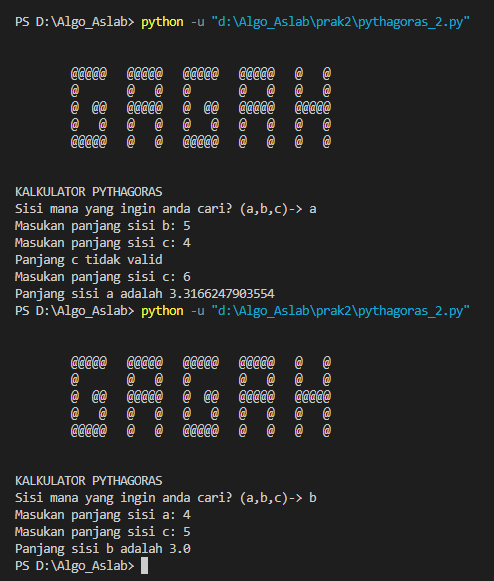 PS D:\Algo_Aslab> python -u "d:\Algo_Aslab\prak2\pythagoras_2.py"
@@@@@   @@@@@   @@@@@   @@@@@   @   @
@       @   @   @       @   @   @   @
@  @@   @@@@@   @  @@   @@@@@   @@@@@
@   @   @   @   @   @   @   @   @   @
@@@@@   @   @   @@@@@   @   @   @   @
KALKULATOR PYTHAGORAS
Sisi mana yang ingin anda cari? (a,b,c)-> a
Masukan panjang sisi b: 5
Masukan panjang sisi c: 4
Panjang c tidak valid
Masukan panjang sisi c: 6
Panjang sisi a adalah 3.3166247903554
PS D:\Algo_Aslab> python -u "d:\Algo_Aslab\prak2\pythagoras_2.py"
@@@@@   @@@@@   @@@@@   @@@@@   @   @
@       @   @   @       @   @   @   @
@  @@   @@@@@   @  @@   @@@@@   @@@@@
@   @   @   @   @   @   @   @   @   @
@@@@@   @   @   @@@@@   @   @   @   @
KALKULATOR PYTHAGORAS
Sisi mana yang ingin anda cari? (a,b,c)-> b
Masukan panjang sisi a: 4
Masukan panjang sisi c: 5
Panjang sisi b adalah 3.0
PS D:\Algo_Aslab>